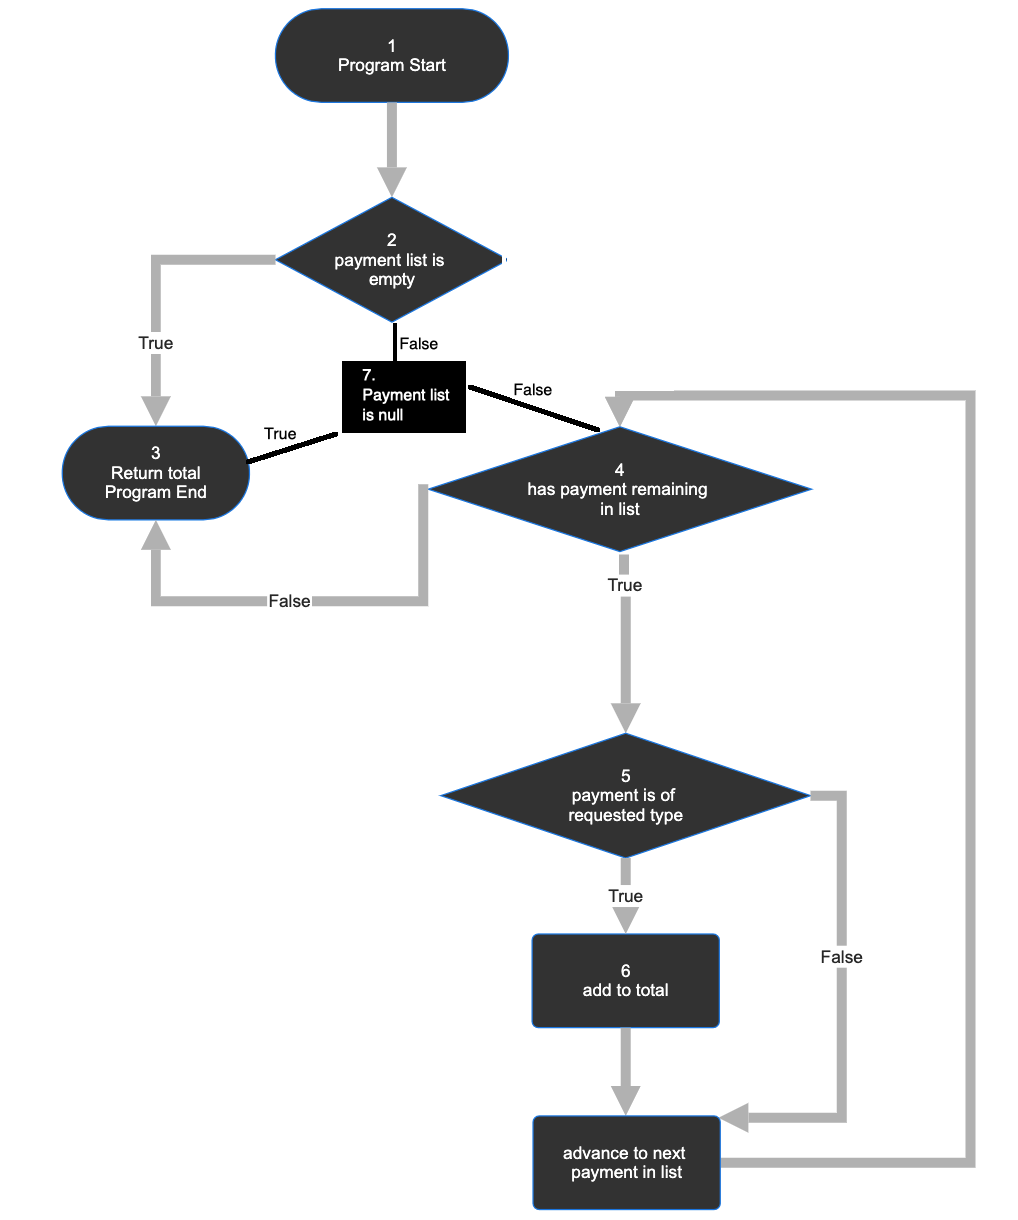 1
Program Start
2
payment list is
empty
True
False
7.
Payment list
is null
False
True
3
Return total
Program End
4
has payment remaining
in list
False
True
5
payment is of
requested type
True
False
6
add to total
advance to next
payment in list